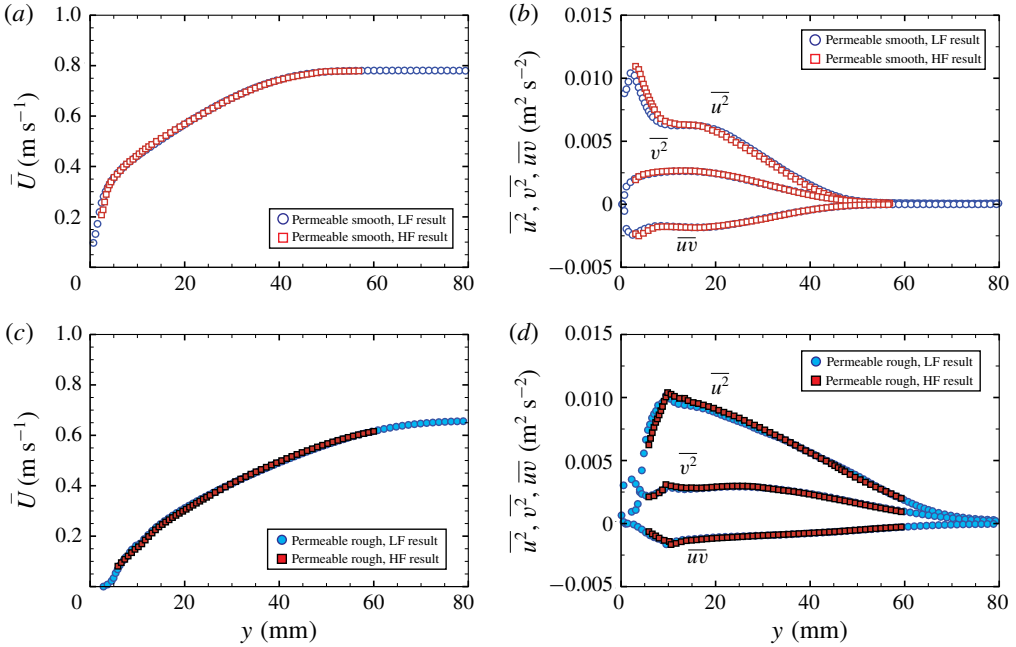 (a)
1.0
0.8
0.6
0.4
0.2
0
20
40
60
80
U̅ (m s⁻¹)
Permeable smooth, LF result
Permeable smooth, HF result
(b)
0.015
0.010
0.005
0
−0.005
0
20
40
60
80
u²̅, v²̅, u̅v̅ (m² s⁻²)
Permeable smooth, LF result
Permeable smooth, HF result
u²̅
v²̅
u̅v̅
(c)
1.0
0.8
0.6
0.4
0.2
0
20
40
60
80
U̅ (m s⁻¹)
y (mm)
Permeable rough, LF result
Permeable rough, HF result
(d)
0.015
0.010
0.005
0
−0.005
0
20
40
60
80
u²̅, v²̅, u̅v̅ (m² s⁻²)
y (mm)
Permeable rough, LF result
Permeable rough, HF result
u²̅
v²̅
u̅v̅